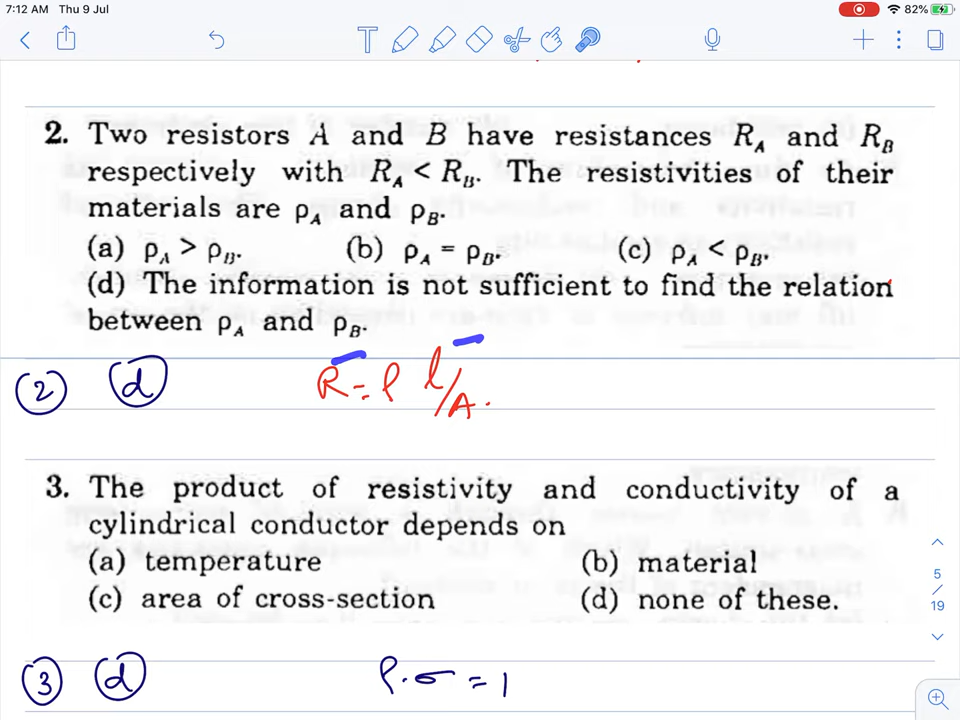 7:12 AM Thu 9 Jul
82%
2. Two resistors A and B have resistances R_A and R_B
respectively with R_A < R_B. The resistivities of their
materials are ρ_A and ρ_B.
(a) ρ_A > ρ_B. (b) ρ_A = ρ_B. (c) ρ_A < ρ_B.
(d) The information is not sufficient to find the relation
between ρ_A and ρ_B.
② ⓓ R = ρ l/A.
3. The product of resistivity and conductivity of a
cylindrical conductor depends on
(a) temperature (b) material
(c) area of cross-section (d) none of these.
③ ⓓ ρ.σ = 1
5
/
19